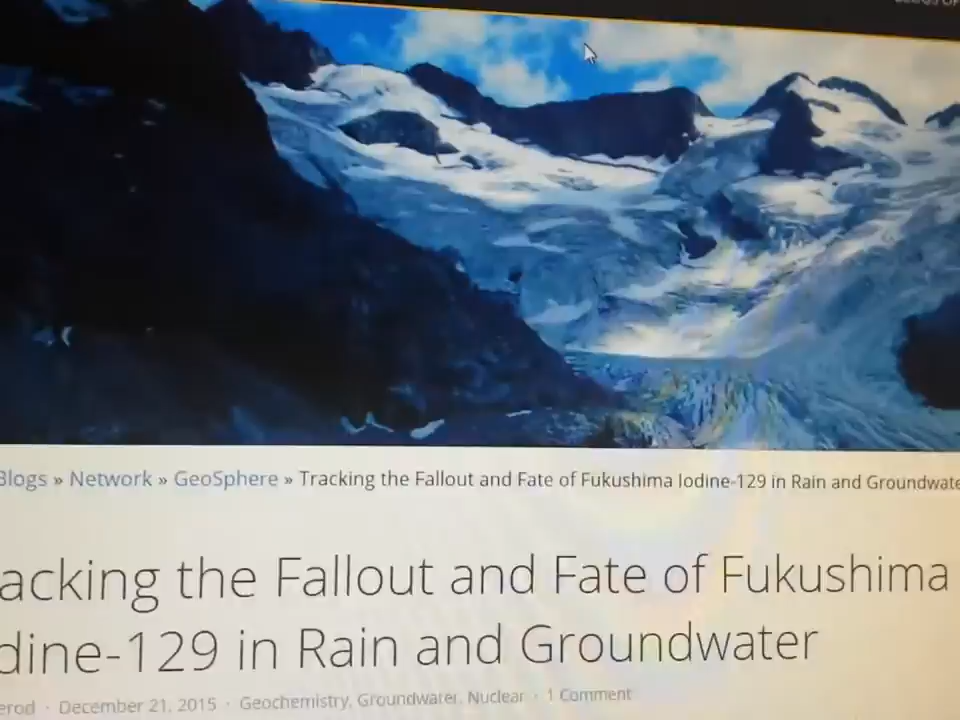 Blogs » Network » GeoSphere » Tracking the Fallout and Fate of Fukushima Iodine-129 in Rain and Groundwate
acking the Fallout and Fate of Fukushima
dine-129 in Rain and Groundwater
erod · December 21, 2015 · Geochemistry, Groundwater, Nuclear · 1 Comment